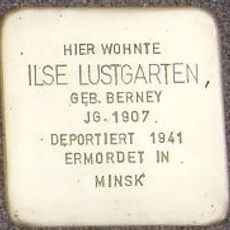 HIER WOHNTE
ILSE LUSTGARTEN
GEB. BERNEY
JG. 1907
DEPORTIERT 1941
ERMORDET IN
MINSK